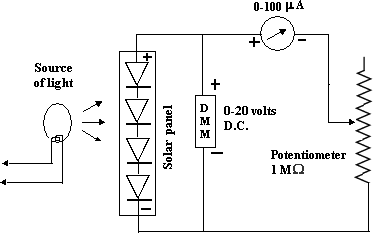 0-100 μA
+ −
Source
of light
+
Solar panel
−
+
D
M
M
−
0-20 volts
D.C.
Potentiometer
1 MΩ